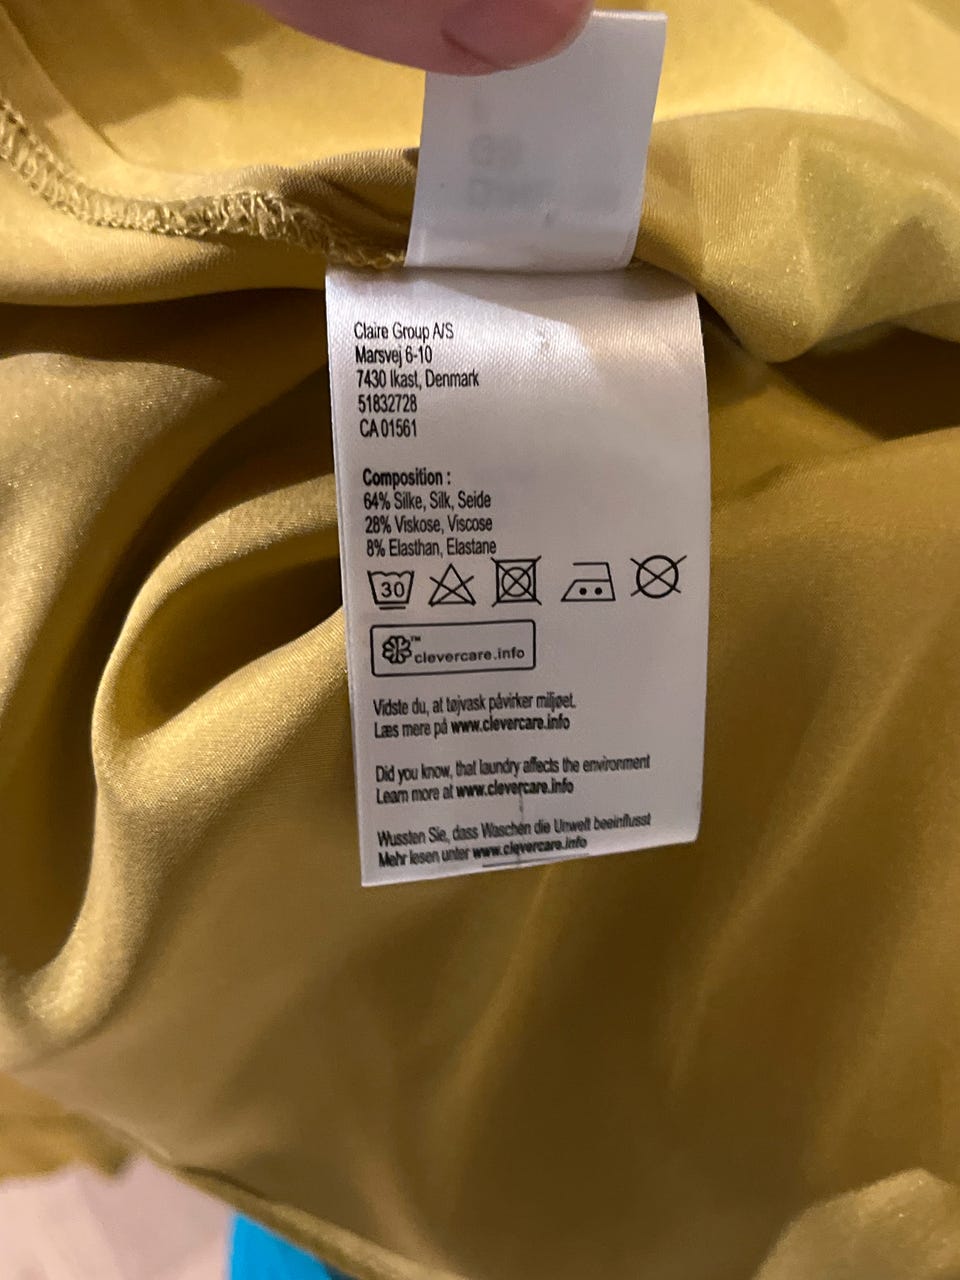 Claire Group A/S
Marsvej 6-10
7430 Ikast, Denmark
51832728
CA 01561
Composition :
64% Silke, Silk, Seide
28% Viskose, Viscose
8% Elasthan, Elastane
30
clevercare.info™
Vidste du, at tøjvask påvirker miljøet.
Læs mere på www.clevercare.info
Did you know, that laundry affects the environment
Learn more at www.clevercare.info
Wussten Sie, dass Waschen die Umwelt beeinflusst
Mehr lesen unter www.clevercare.info